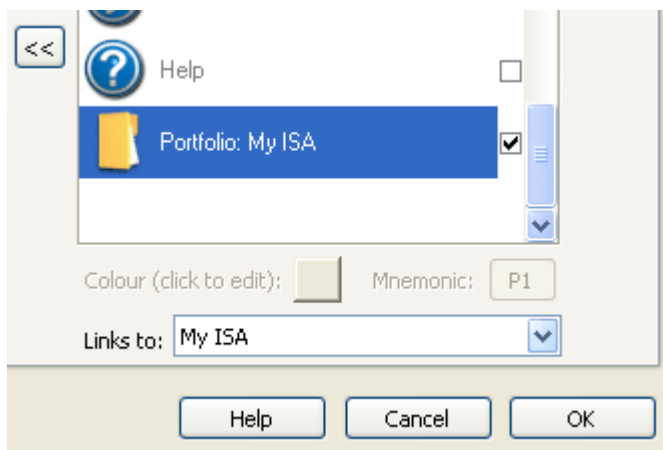 <<
Help
Portfolio: My ISA
Colour (click to edit): Mnemonic: P1
Links to: My ISA
Help Cancel OK